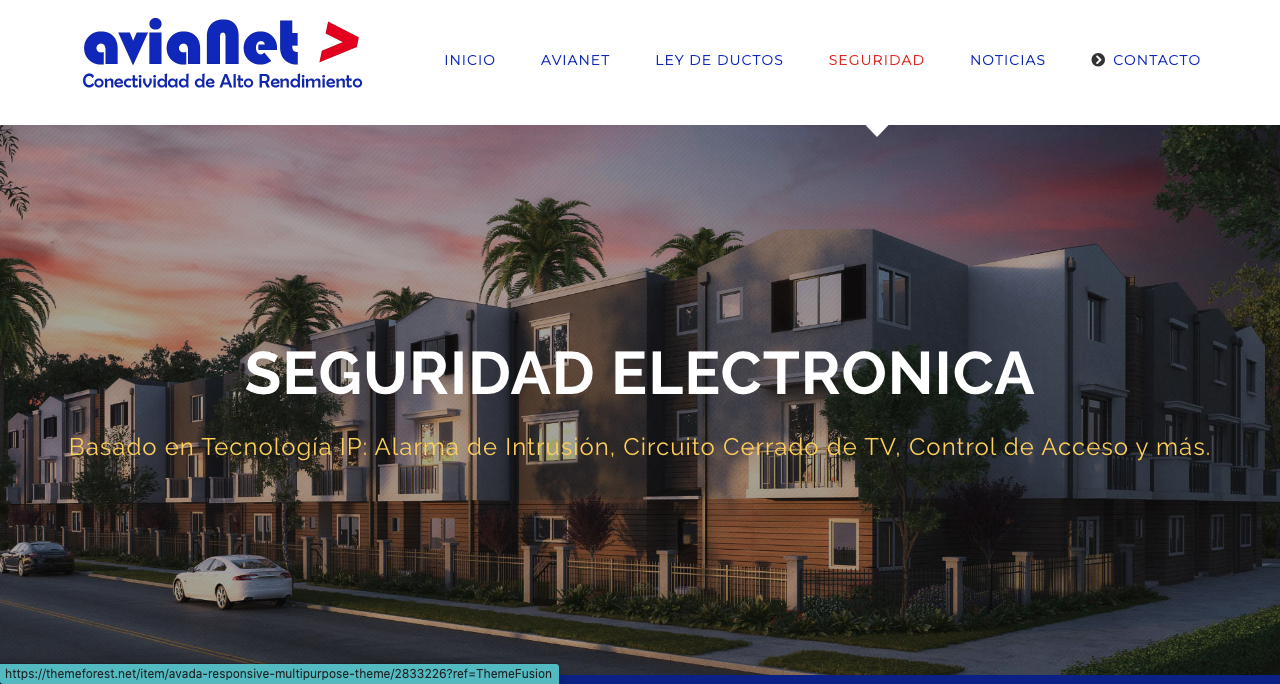 aviaNet >
Conectividad de Alto Rendimiento
INICIO AVIANET LEY DE DUCTOS SEGURIDAD NOTICIAS CONTACTO
SEGURIDAD ELECTRONICA
Basado en Tecnología IP: Alarma de Intrusión, Circuito Cerrado de TV, Control de Acceso y más.
https://themeforest.net/item/avada-responsive-multipurpose-theme/2833226?ref=ThemeFusion